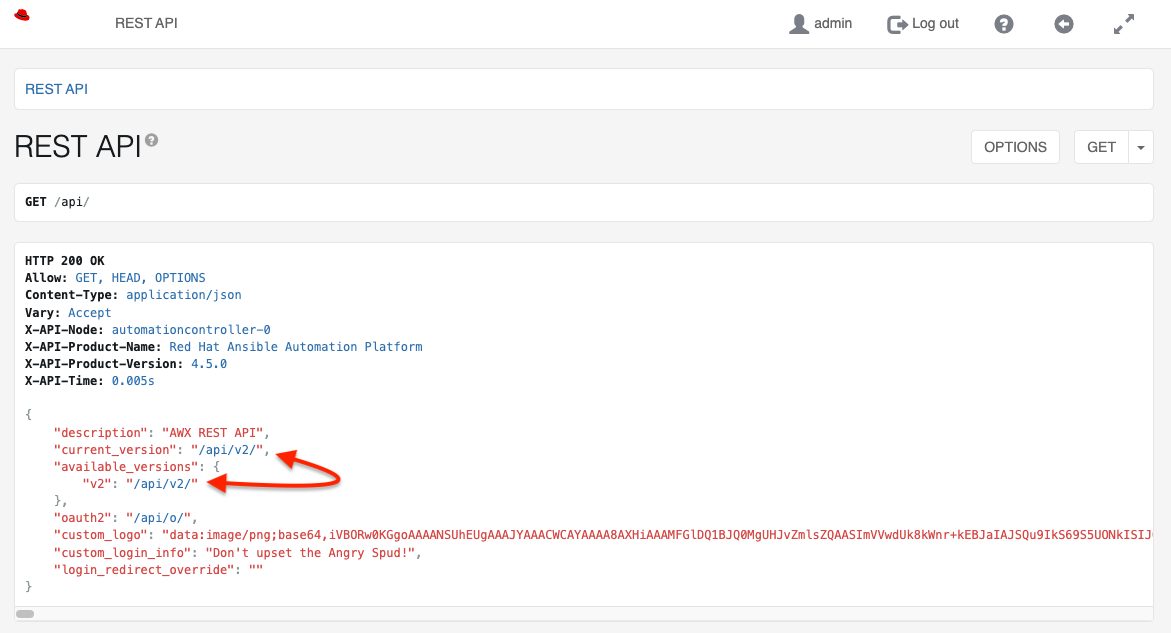 REST API
admin
Log out
REST API
REST API
OPTIONS
GET
GET /api/
HTTP 200 OK
Allow: GET, HEAD, OPTIONS
Content-Type: application/json
Vary: Accept
X-API-Node: automationcontroller-0
X-API-Product-Name: Red Hat Ansible Automation Platform
X-API-Product-Version: 4.5.0
X-API-Time: 0.005s
{
    "description": "AWX REST API",
    "current_version": "/api/v2/",
    "available_versions": {
        "v2": "/api/v2/"
    },
    "oauth2": "/api/o/",
    "custom_logo": "data:image/png;base64,iVBORw0KGgoAAAANSUhEUgAAAJYAAACWCAYAAAA8AXHiAAAMFGlDQ1BJQ0MgUHJvZmlsZQAASImVVwdUk8kWnr+kEBJaIAJSQu9IkS69S5UONkISIJ
    "custom_login_info": "Don't upset the Angry Spud!",
    "login_redirect_override": ""
}